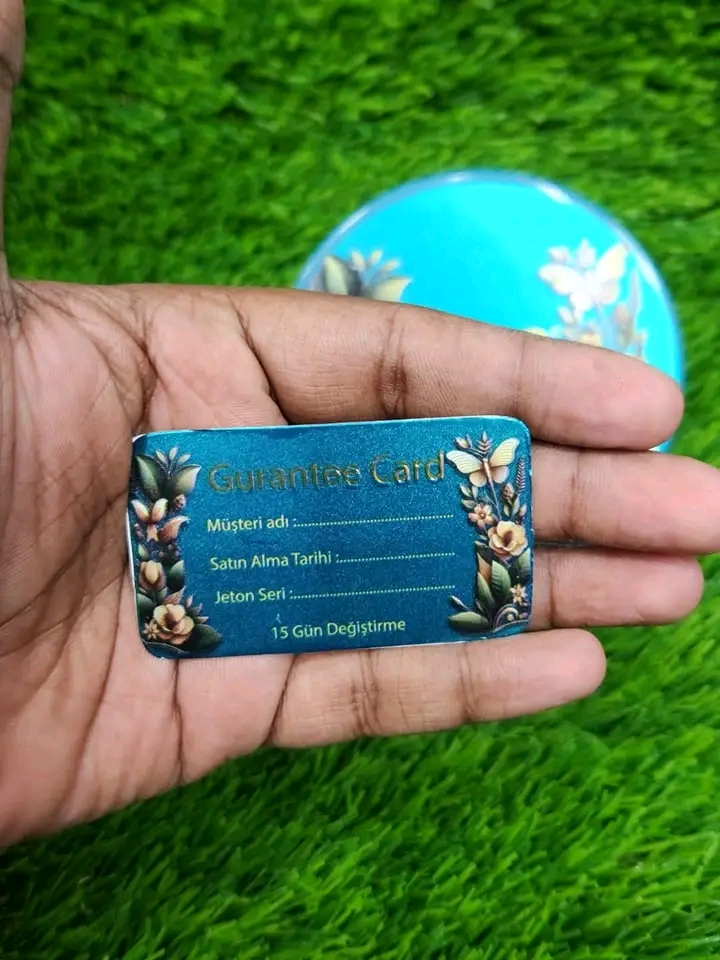 Gurantee Card
Müşteri adı :..............................................
Satın Alma Tarihi :..................................
Jeton Seri :................................................
15 Gün Değiştirme